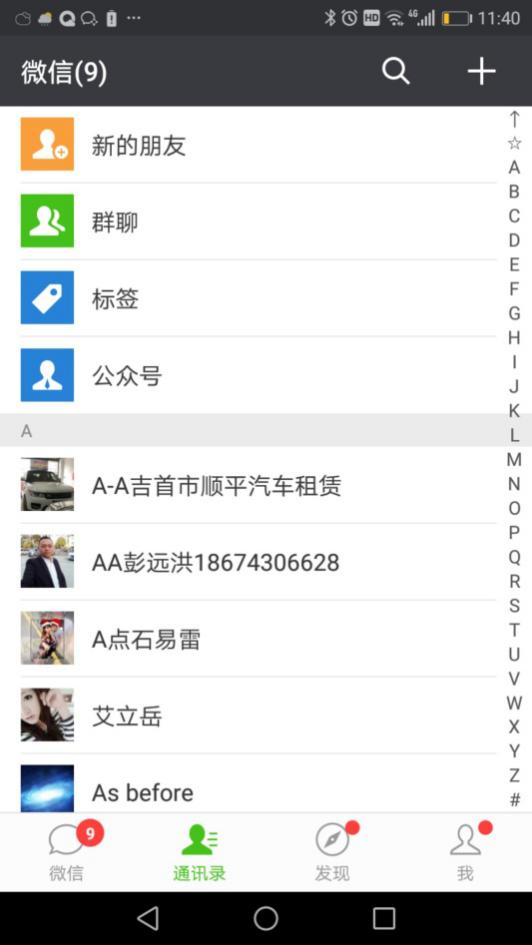 HD 4G 11:40
微信(9)
新的朋友
群聊
标签
公众号
A
A-A吉首市顺平汽车租赁
AA彭远洪18674306628
A点石易雷
艾立岳
As before
↑
☆
A
B
C
D
E
F
G
H
I
J
K
L
M
N
O
P
Q
R
S
T
U
V
W
X
Y
Z
#
9
微信
通讯录
发现
我